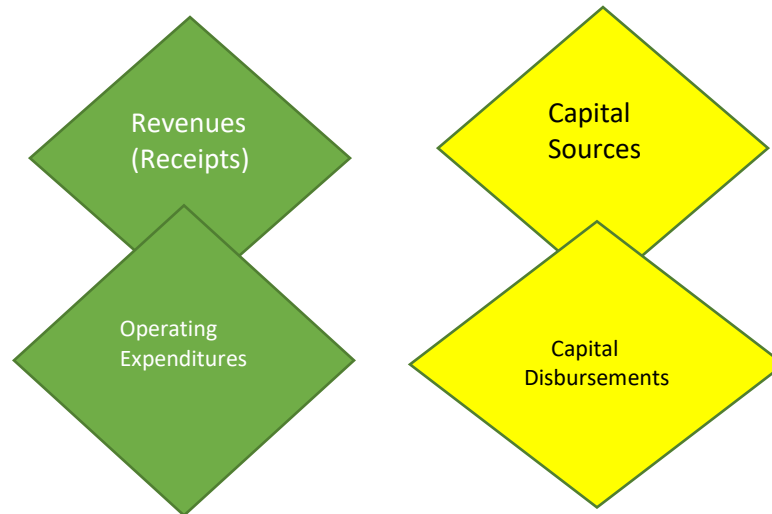 Revenues
(Receipts)
Capital
Sources
Operating
Expenditures
Capital
Disbursements